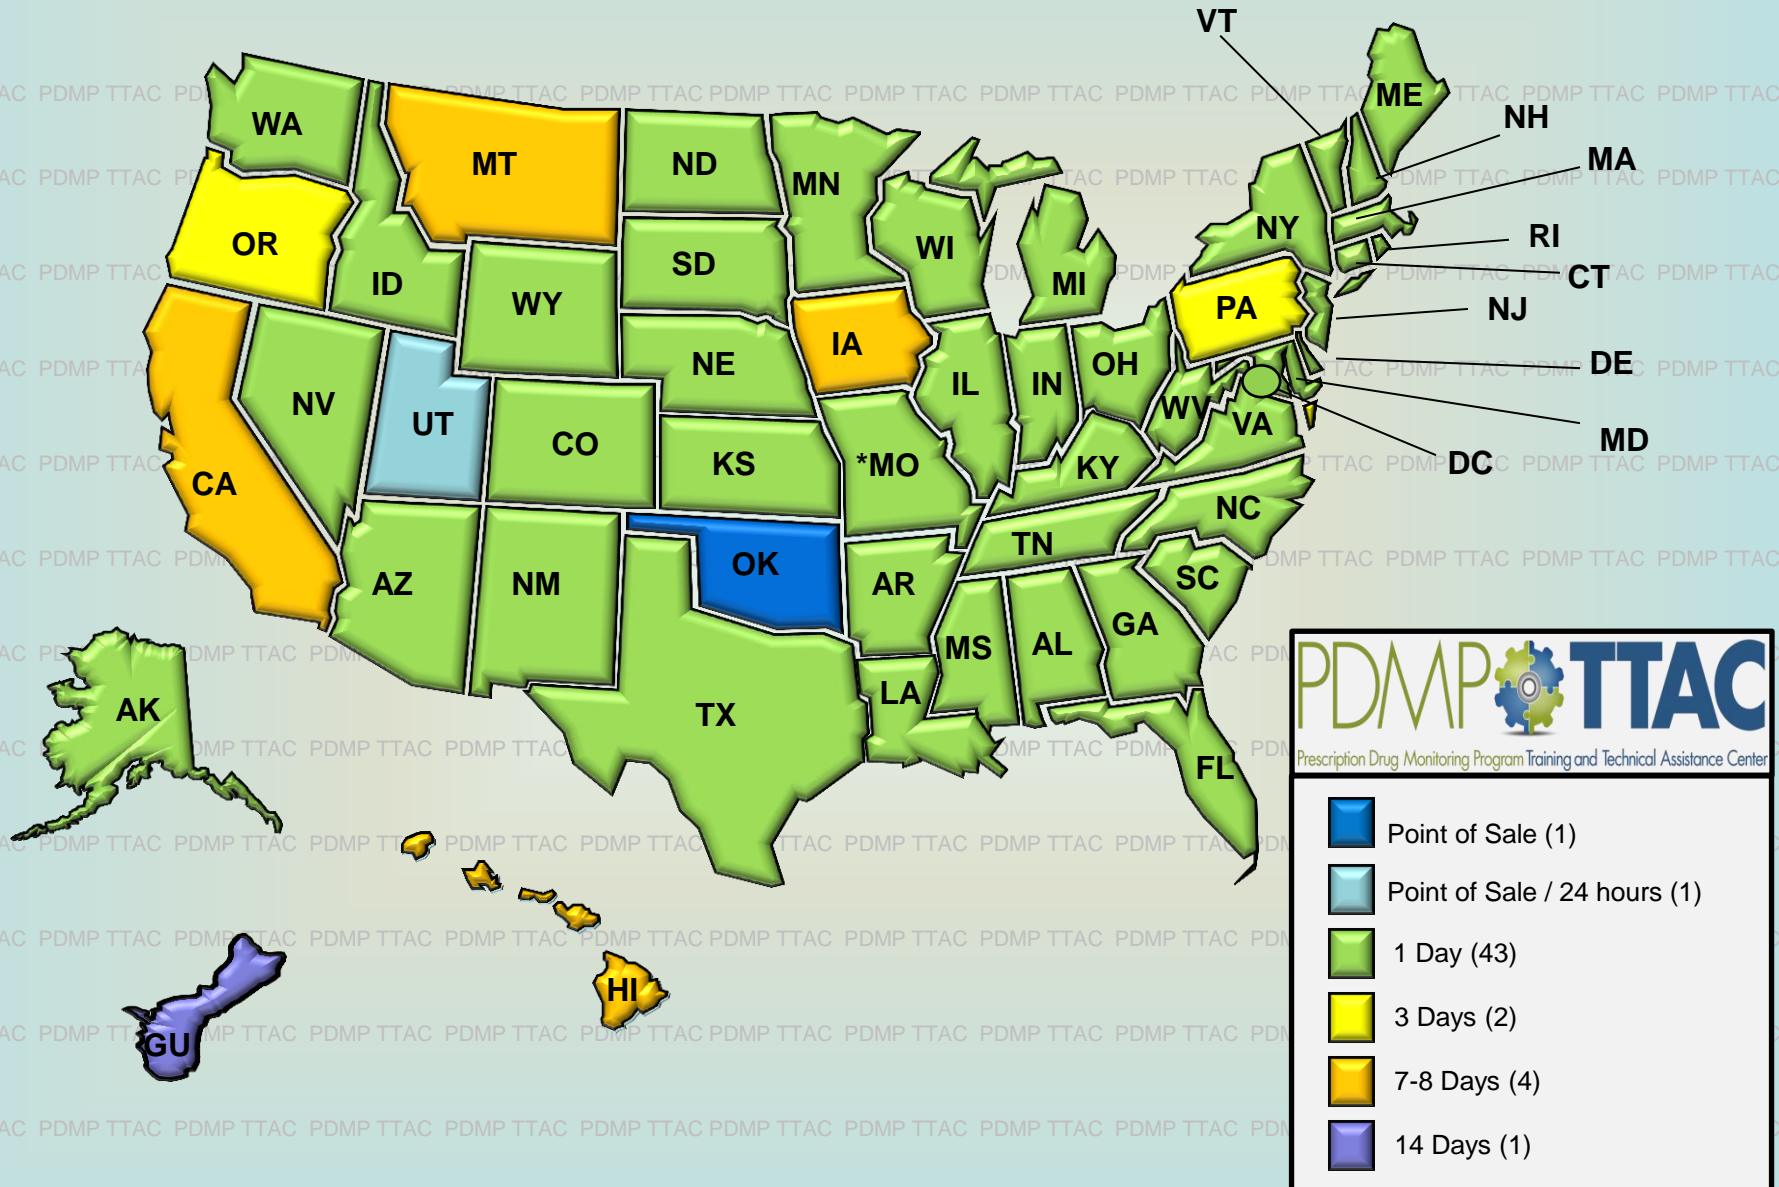 VT
ME
NH
WA
MA
MT
ND
MN
NY
RI
OR
WI
SD
CT
ID
MI
WY
PA
NJ
IA
NE
OH
DE
IL
IN
NV
WV
UT
VA
MD
CO
KS
*MO
KY
DC
CA
NC
TN
OK
SC
AZ
NM
AR
GA
MS
AL
LA
AK
TX
FL
HI
GU
PDMP TTAC
Prescription Drug Monitoring Program Training and Technical Assistance Center
Point of Sale (1)
Point of Sale / 24 hours (1)
1 Day (43)
3 Days (2)
7-8 Days (4)
14 Days (1)